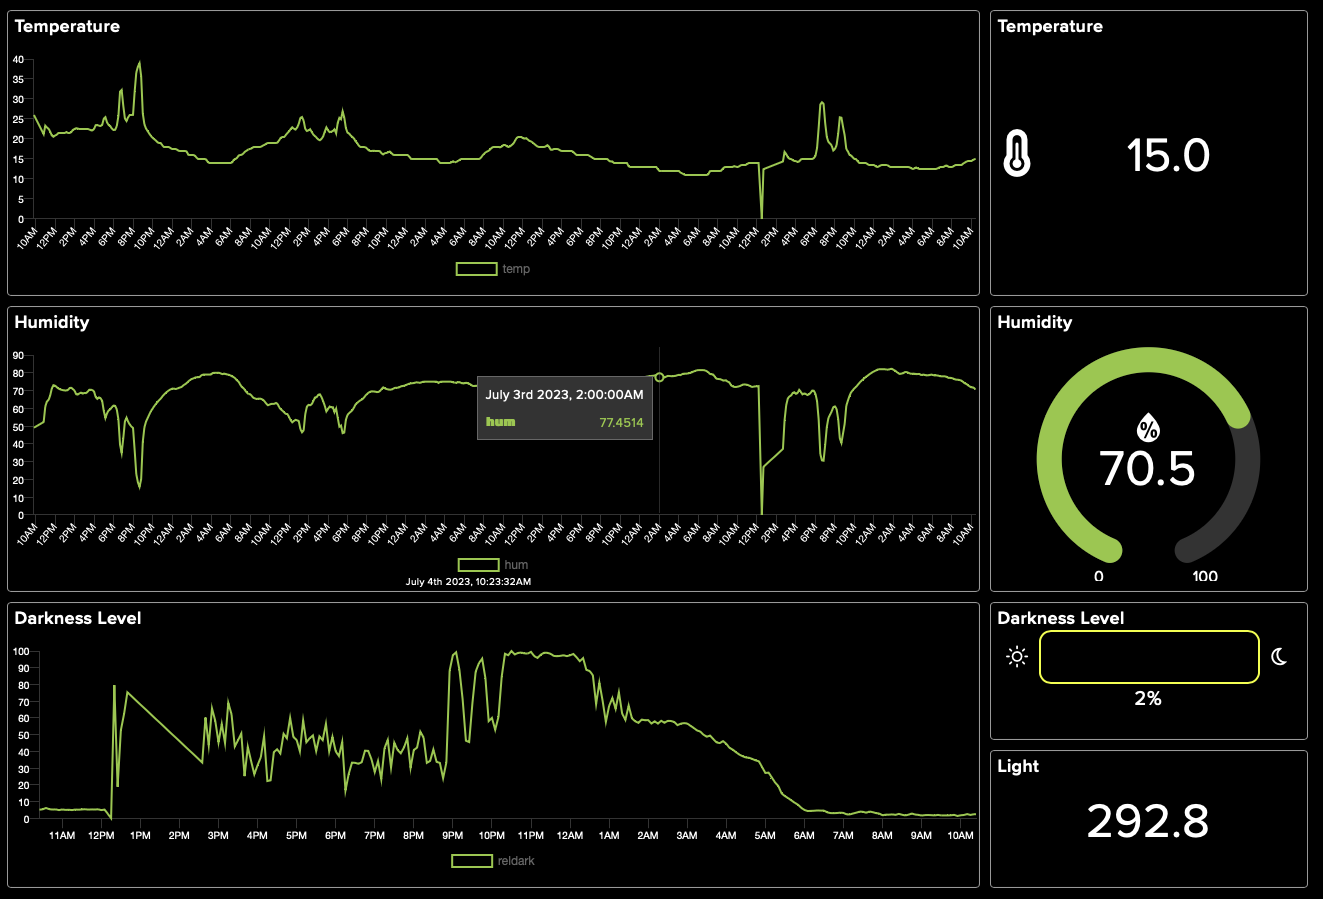 Temperature
40
35
30
25
20
15
10
5
0
10AM 12PM 2PM 4PM 6PM 8PM 10PM 12AM 2AM 4AM 6AM 8AM 10AM 12PM 2PM 4PM 6PM 8PM 10PM 12AM 2AM 4AM 6AM 8AM 10AM 12PM 2PM 4PM 6PM 8PM 10PM 12AM 2AM 4AM 6AM 8AM 10AM 12PM 2PM 4PM 6PM 8PM 10PM 12AM 2AM 4AM 6AM 8AM 10AM
temp
Temperature
15.0
Humidity
90
80
70
60
50
40
30
20
10
0
July 3rd 2023, 2:00:00AM
hum 77.4514
10AM 12PM 2PM 4PM 6PM 8PM 10PM 12AM 2AM 4AM 6AM 8AM 10AM 12PM 2PM 4PM 6PM 8PM 10PM 12AM 2AM 4AM 6AM 8AM 10AM 12PM 2PM 4PM 6PM 8PM 10PM 12AM 2AM 4AM 6AM 8AM 10AM 12PM 2PM 4PM 6PM 8PM 10PM 12AM 2AM 4AM 6AM 8AM 10AM
hum
July 4th 2023, 10:23:32AM
Humidity
%
70.5
0 100
Darkness Level
100
90
80
70
60
50
40
30
20
10
0
11AM 12PM 1PM 2PM 3PM 4PM 5PM 6PM 7PM 8PM 9PM 10PM 11PM 12AM 1AM 2AM 3AM 4AM 5AM 6AM 7AM 8AM 9AM 10AM
reldark
Darkness Level
2%
Light
292.8